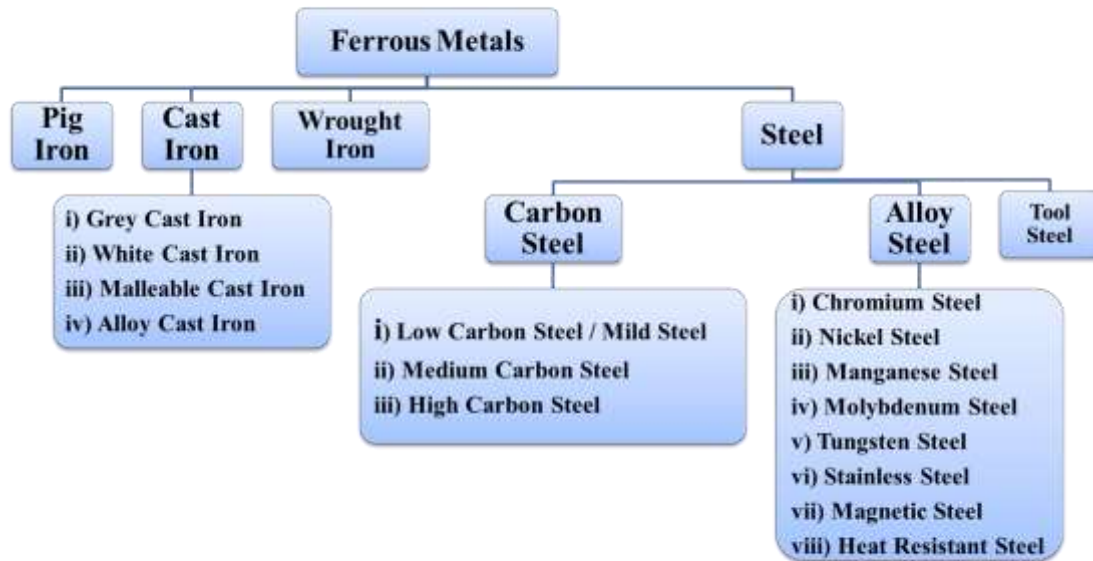 Ferrous Metals
Pig
Iron
Cast
Iron
Wrought
Iron
Steel
i) Grey Cast Iron
ii) White Cast Iron
iii) Malleable Cast Iron
iv) Alloy Cast Iron
Carbon
Steel
Alloy
Steel
Tool
Steel
i) Low Carbon Steel / Mild Steel
ii) Medium Carbon Steel
iii) High Carbon Steel
i) Chromium Steel
ii) Nickel Steel
iii) Manganese Steel
iv) Molybdenum Steel
v) Tungsten Steel
vi) Stainless Steel
vii) Magnetic Steel
viii) Heat Resistant Steel